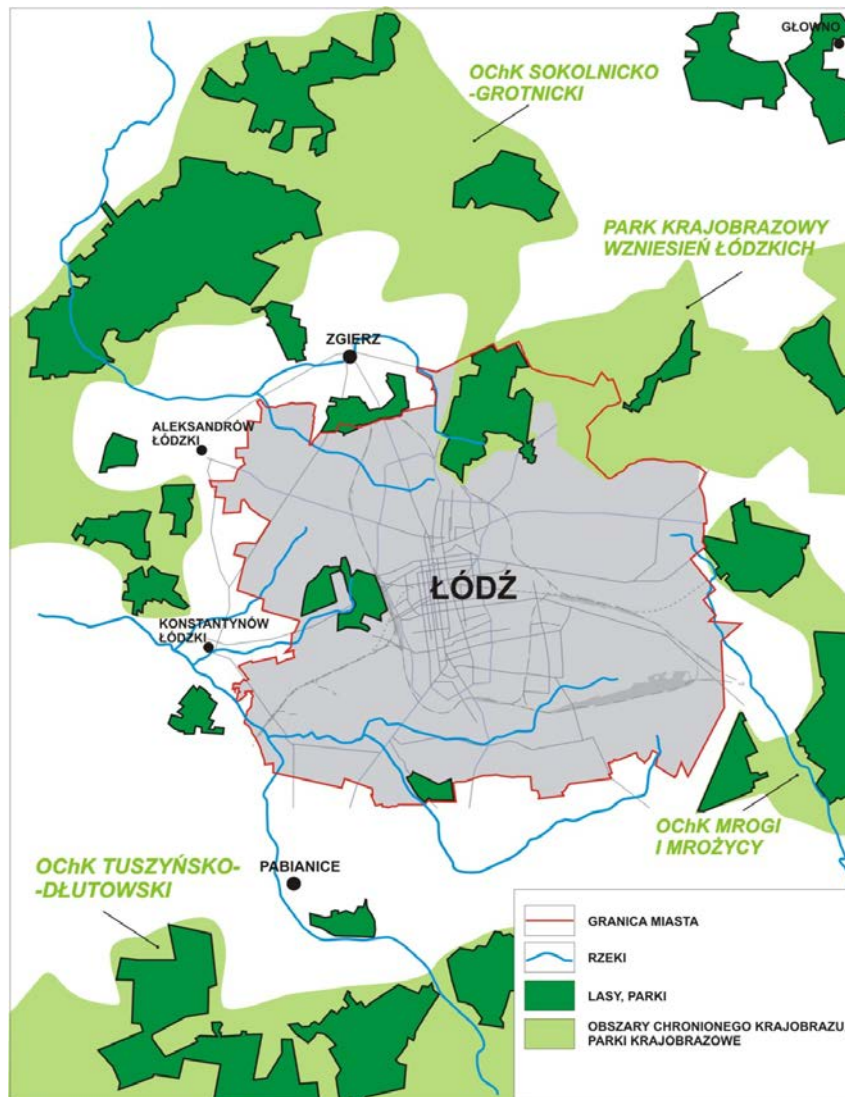 GŁOWNO
OChK SOKOLNICKO
-GROTNICKI
PARK KRAJOBRAZOWY
WZNIESIEŃ ŁÓDZKICH
ZGIERZ
ALEKSANDRÓW
ŁÓDZKI
ŁÓDŹ
KONSTANTYNÓW
ŁÓDZKI
OChK MROGI
I MROŻYCY
OChK TUSZYŃSKO-
-DŁUTOWSKI
PABIANICE
GRANICA MIASTA
RZEKI
LASY, PARKI
OBSZARY CHRONIONEGO KRAJOBRAZU,
PARKI KRAJOBRAZOWE